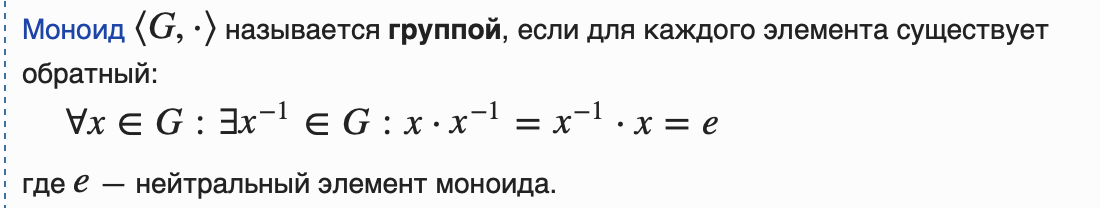 Моноид ⟨G, ·⟩ называется группой, если для каждого элемента существует
обратный:
∀x ∈ G : ∃x⁻¹ ∈ G : x · x⁻¹ = x⁻¹ · x = e
где e — нейтральный элемент моноида.